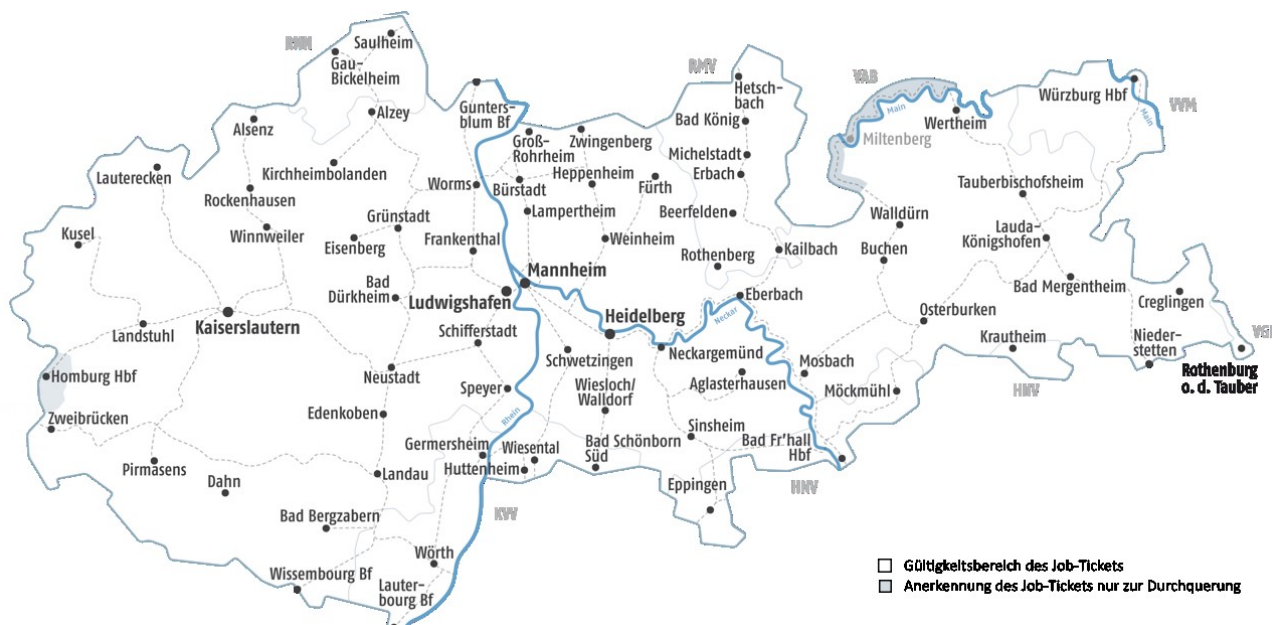 RNN
Saulheim
Gau-
Bickelheim
Alzey
Alsenz
Kirchheimbolanden
Lauterecken
Rockenhausen
Kusel
Winnweiler
Grünstadt
Eisenberg
Bad
Dürkheim
Kaiserslautern
Landstuhl
Homburg Hbf
Zweibrücken
Pirmasens
Dahn
Bad Bergzabern
Wissembourg Bf
Lauter-
bourg Bf
Wörth
Landau
Edenkoben
Neustadt
Germersheim
Speyer
Schifferstadt
Ludwigshafen
Mannheim
Frankenthal
Worms
Gunters-
blum Bf
Groß-
Rohrheim
Zwingenberg
Bürstadt
Heppenheim
Fürth
Lampertheim
Weinheim
RMV
Hetsch-
bach
Bad König
Michelstadt
Erbach
Beerfelden
Rothenberg
Kailbach
Eberbach
Heidelberg
Neckar
Neckargemünd
Schwetzingen
Wiesloch/
Walldorf
Aglasterhausen
Sinsheim
Bad Schönborn
Süd
Wiesental
Huttenheim
Rhein
KVV
Eppingen
Bad Fr'hall
Hbf
HNV
Mosbach
Möckmühl
Osterburken
Buchen
Walldürn
VAB
Main
Miltenberg
Wertheim
Würzburg Hbf
Main
VVM
Tauberbischofsheim
Lauda-
Königshofen
Bad Mergentheim
Creglingen
Krautheim
Nieder-
stetten
HNV
Rothenburg
o. d. Tauber
Gültigkeitsbereich des Job-Tickets
Anerkennung des Job-Tickets nur zur Durchquerung